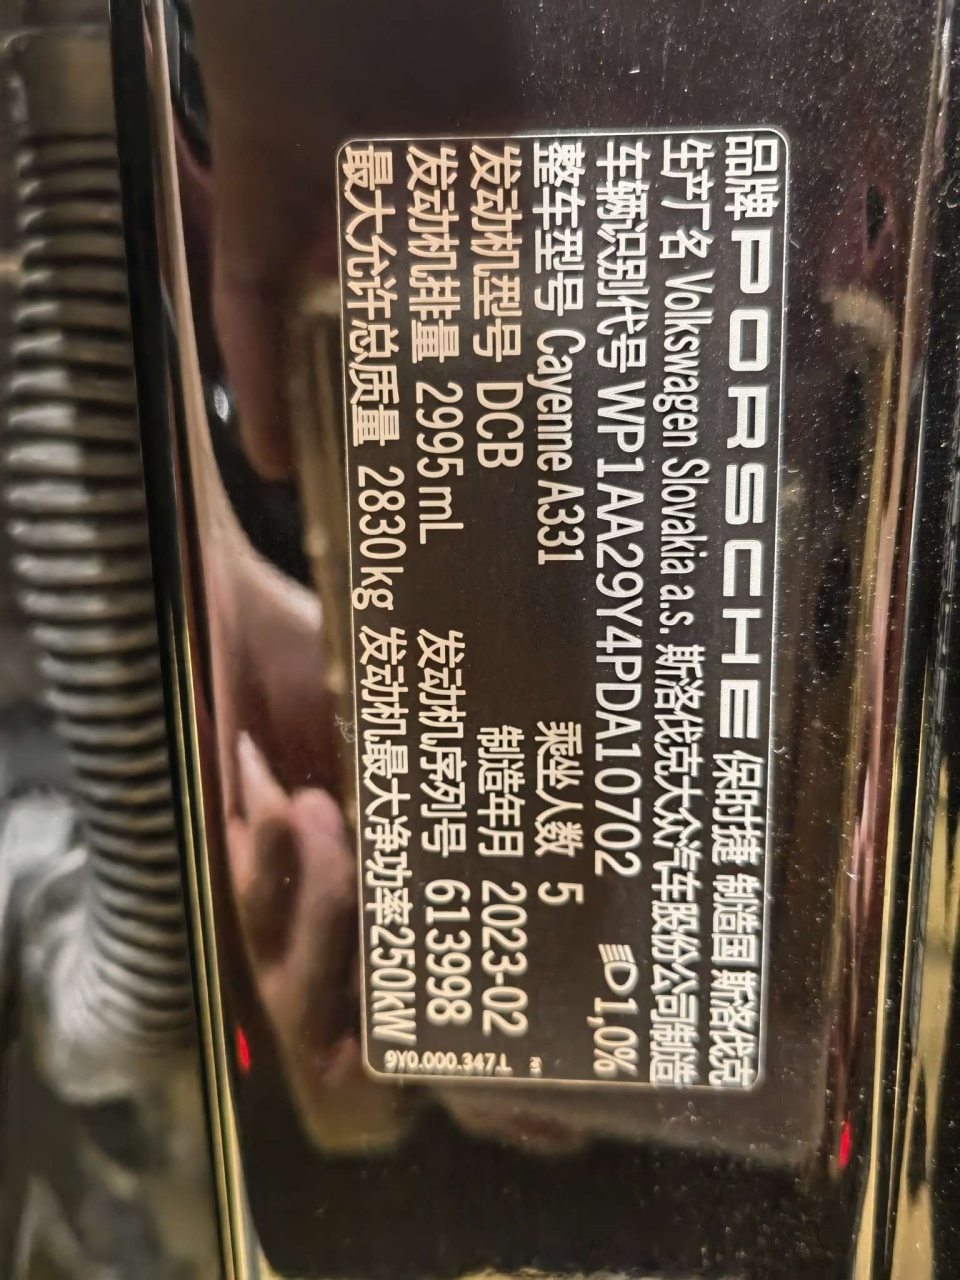 品牌 PORSCHE 保时捷 制造国 斯洛伐克
生产厂名 Volkswagen Slovakia a.s. 斯洛伐克大众汽车股份公司制造
车辆识别代号 WP1AA29Y4PDA10702 1,0%
整车型号 Cayenne A33I 乘坐人数 5
发动机型号 DCB 制造年月 2023-02
发动机排量 2995mL 发动机序列号 613998
最大允许总质量 2830kg 发动机最大净功率250kW
9Y0.000.347.L